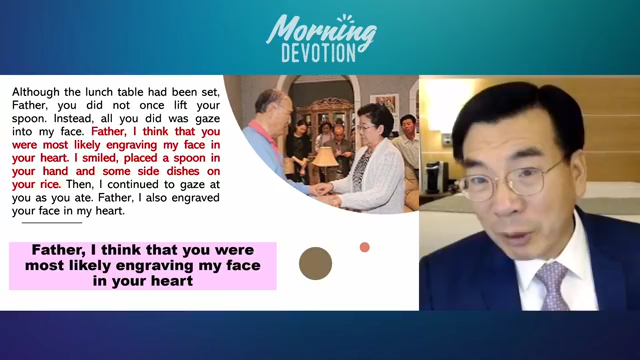 Morning
DEVOTION
Although the lunch table had been set,
Father, you did not once lift your
spoon. Instead, all you did was gaze
into my face. Father, I think that you
were most likely engraving my face in
your heart. I smiled, placed a spoon in
your hand and some side dishes on
your rice. Then, I continued to gaze at
you as you ate. Father, I also engraved
your face in my heart.
Father, I think that you were
most likely engraving my face
in your heart